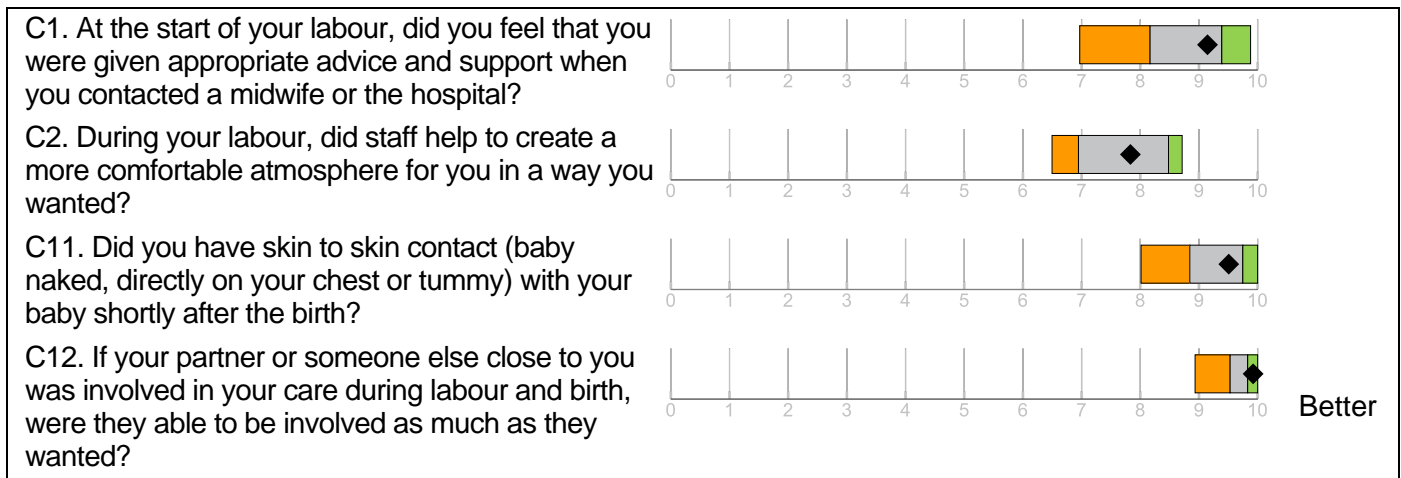 C1. At the start of your labour, did you feel that you
were given appropriate advice and support when
you contacted a midwife or the hospital?
0 1 2 3 4 5 6 7 8 9 10
C2. During your labour, did staff help to create a
more comfortable atmosphere for you in a way you
wanted?
0 1 2 3 4 5 6 7 8 9 10
C11. Did you have skin to skin contact (baby
naked, directly on your chest or tummy) with your
baby shortly after the birth?
0 1 2 3 4 5 6 7 8 9 10
C12. If your partner or someone else close to you
was involved in your care during labour and birth,
were they able to be involved as much as they
wanted?
0 1 2 3 4 5 6 7 8 9 10
Better